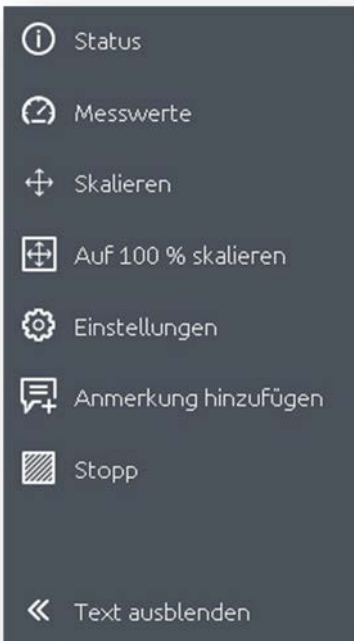 Status
Messwerte
Skalieren
Auf 100 % skalieren
Einstellungen
Anmerkung hinzufügen
Stopp
Text ausblenden